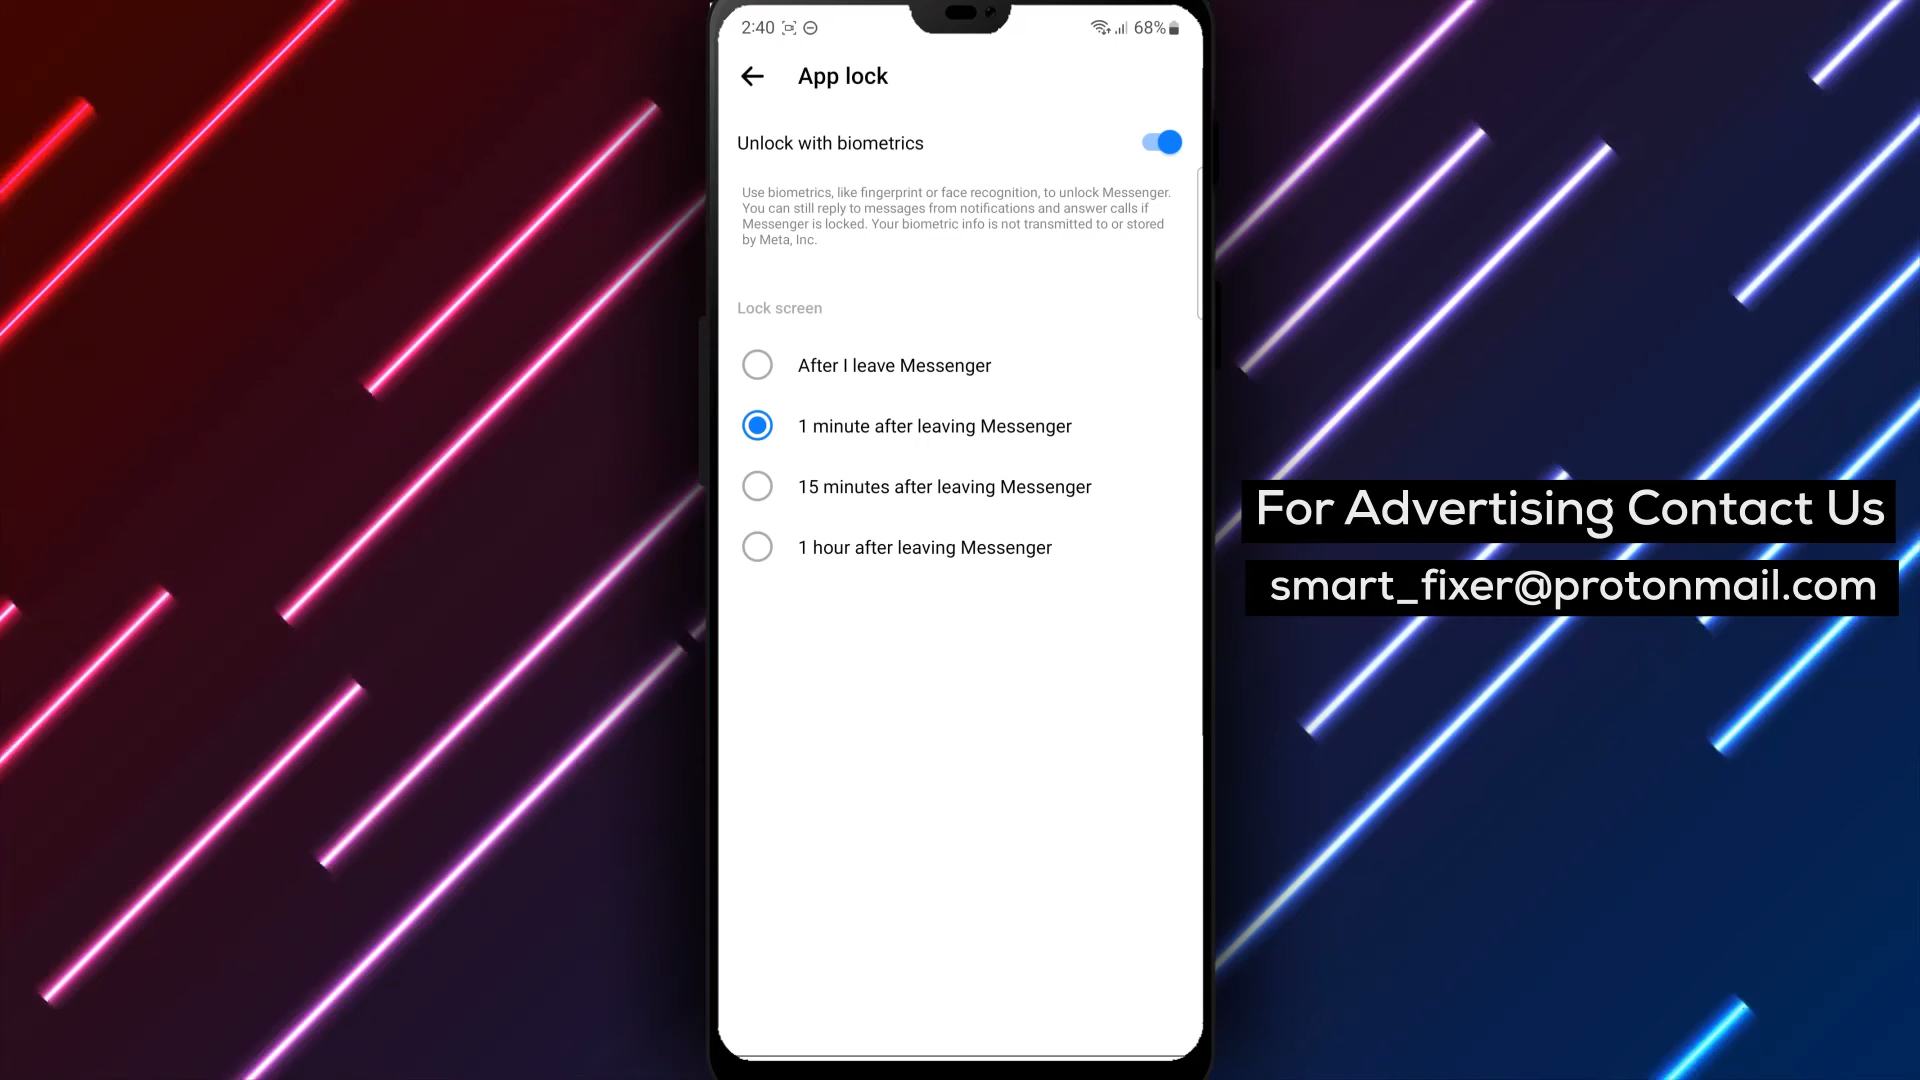 2:40
68%
App lock
Unlock with biometrics
Use biometrics, like fingerprint or face recognition, to unlock Messenger.
You can still reply to messages from notifications and answer calls if
Messenger is locked. Your biometric info is not transmitted to or stored
by Meta, Inc.
Lock screen
After I leave Messenger
1 minute after leaving Messenger
15 minutes after leaving Messenger
1 hour after leaving Messenger
For Advertising Contact Us
smart_fixer@protonmail.com